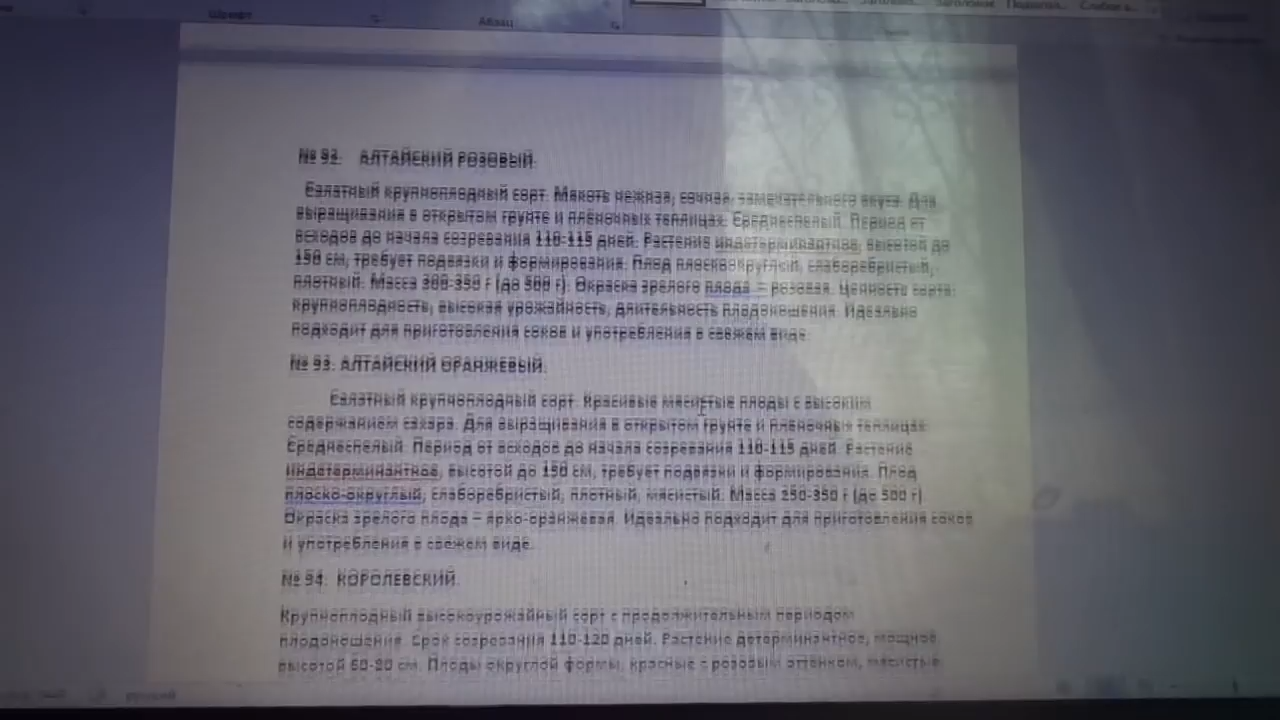 Шрифт
Абзац
Заголовок
№ 92. АЛТАЙСКИЙ РОЗОВЫЙ.
Салатный крупноплодный сорт. Мякоть нежная, сочная, замечательного вкуса. Для
выращивания в открытом грунте и пленочных теплицах. Среднеспелый. Период от
всходов до начала созревания 110-115 дней. Растение индетерминантное, высотой до
150 см, требует подвязки и формирования. Плод плоскоокруглый, слаборебристый,
плотный. Масса 300-350 г (до 500 г). Окраска зрелого плода – розовая. Ценность сорта:
крупноплодность, высокая урожайность, длительность плодоношения. Идеально
подходит для приготовления соков и употребления в свежем виде.
№ 93. АЛТАЙСКИЙ ОРАНЖЕВЫЙ.
Салатный крупноплодный сорт. Красивые мясистые плоды с высоким
содержанием сахара. Для выращивания в открытом грунте и пленочных теплицах.
Среднеспелый. Период от всходов до начала созревания 110-115 дней. Растение
индетерминантное, высотой до 150 см, требует подвязки и формирования. Плод
плоско-округлый, слаборебристый, плотный, мясистый. Масса 250-350 г (до 500 г).
Окраска зрелого плода – ярко-оранжевая. Идеально подходит для приготовления соков
и употребления в свежем виде.
№ 94. КОРОЛЕВСКИЙ.
Крупноплодный высокоурожайный сорт с продолжительным периодом
плодоношения. Срок созревания 110-120 дней. Растение детерминантное, мощное,
высотой 60-80 см. Плоды округлой формы, красные с розовым оттенком, мясистые
русский